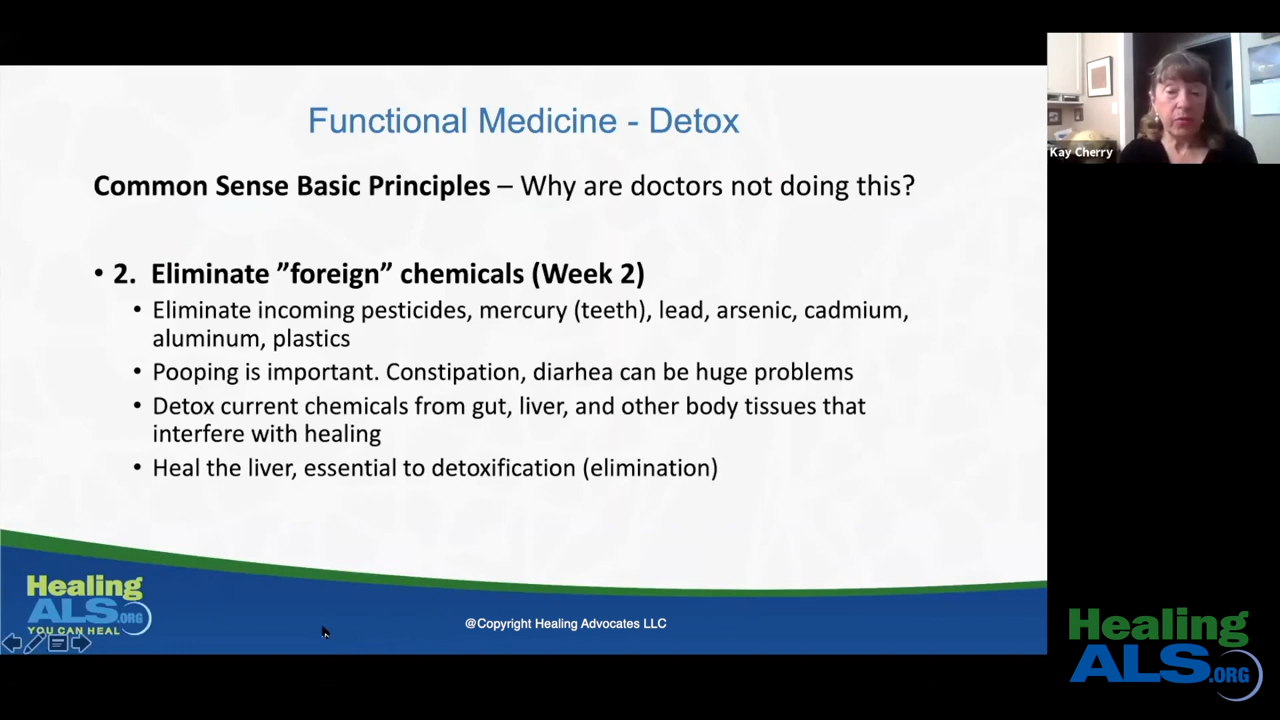 Functional Medicine - Detox
Common Sense Basic Principles – Why are doctors not doing this?
• 2. Eliminate ”foreign” chemicals (Week 2)
• Eliminate incoming pesticides, mercury (teeth), lead, arsenic, cadmium,
aluminum, plastics
• Pooping is important. Constipation, diarhea can be huge problems
• Detox current chemicals from gut, liver, and other body tissues that
interfere with healing
• Heal the liver, essential to detoxification (elimination)
Healing
ALS.ORG
YOU CAN HEAL
@Copyright Healing Advocates LLC
Kay Cherry
Healing
ALS.ORG